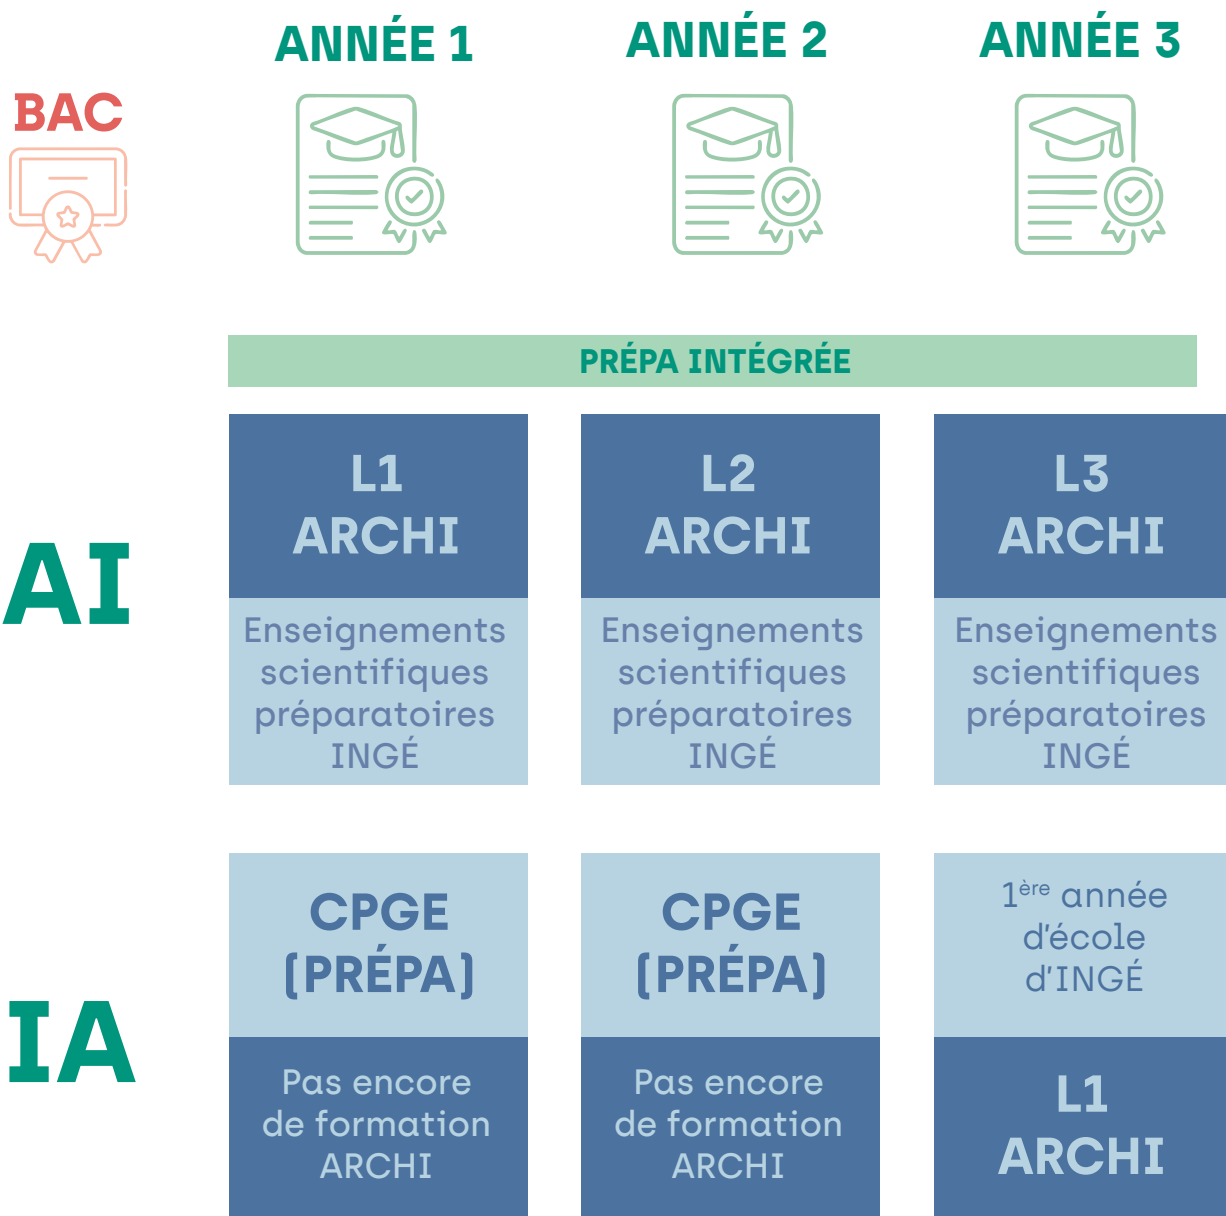 ANNÉE 1
ANNÉE 2
ANNÉE 3
BAC
PRÉPA INTÉGRÉE
AI
L1
ARCHI
Enseignements
scientifiques
préparatoires
INGÉ
L2
ARCHI
Enseignements
scientifiques
préparatoires
INGÉ
L3
ARCHI
Enseignements
scientifiques
préparatoires
INGÉ
IA
CPGE
(PRÉPA)
Pas encore
de formation
ARCHI
CPGE
(PRÉPA)
Pas encore
de formation
ARCHI
1ère année
d'école
d'INGÉ
L1
ARCHI